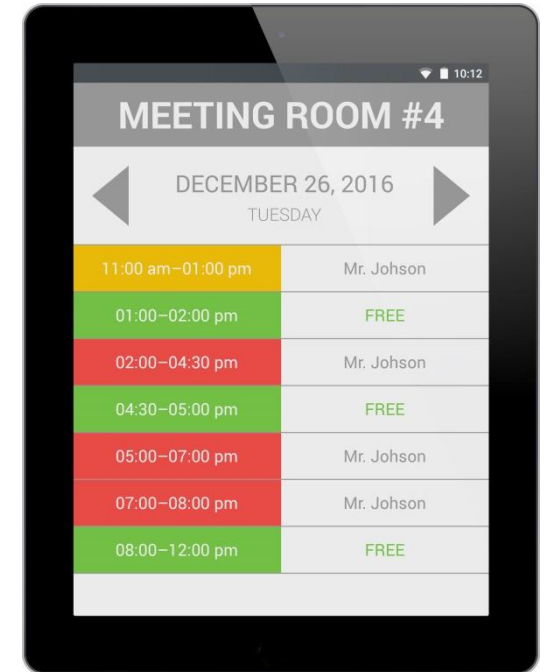 10:12
MEETING ROOM #4
DECEMBER 26, 2016
TUESDAY
11:00 am–01:00 pm Mr. Johson
01:00–02:00 pm FREE
02:00–04:30 pm Mr. Johson
04:30–05:00 pm FREE
05:00–07:00 pm Mr. Johson
07:00–08:00 pm Mr. Johson
08:00–12:00 pm FREE